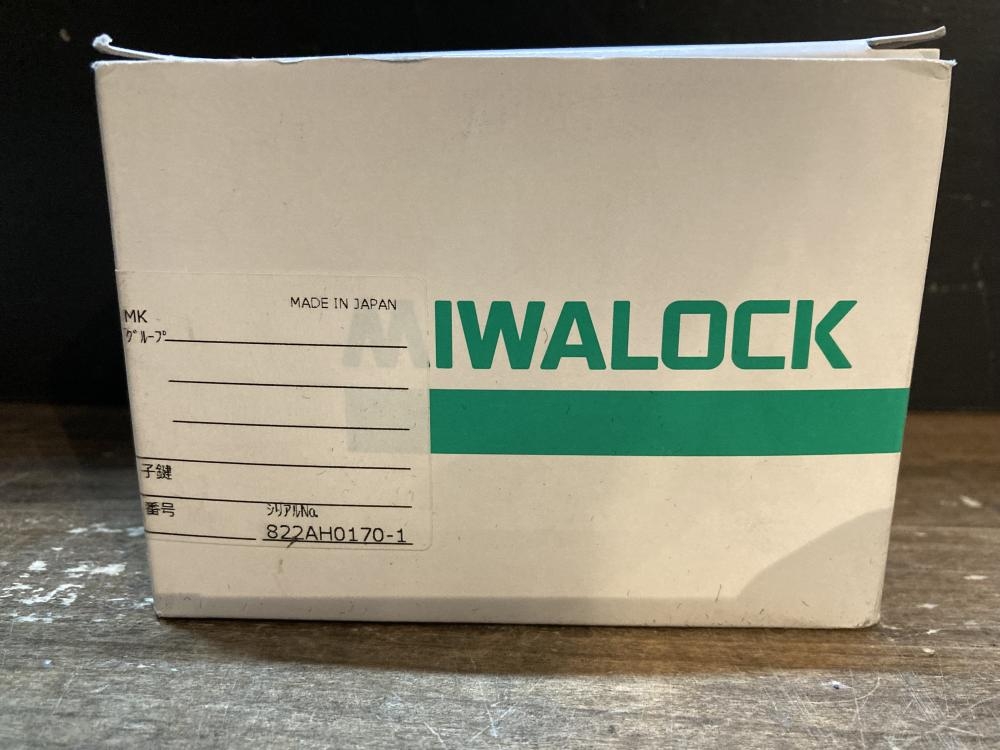 MADE IN JAPAN
MK
ｸﾞﾙｰﾌﾟ
MIWALOCK
子鍵
番号
ｼﾘｱﾙNo.
822AH0170-1